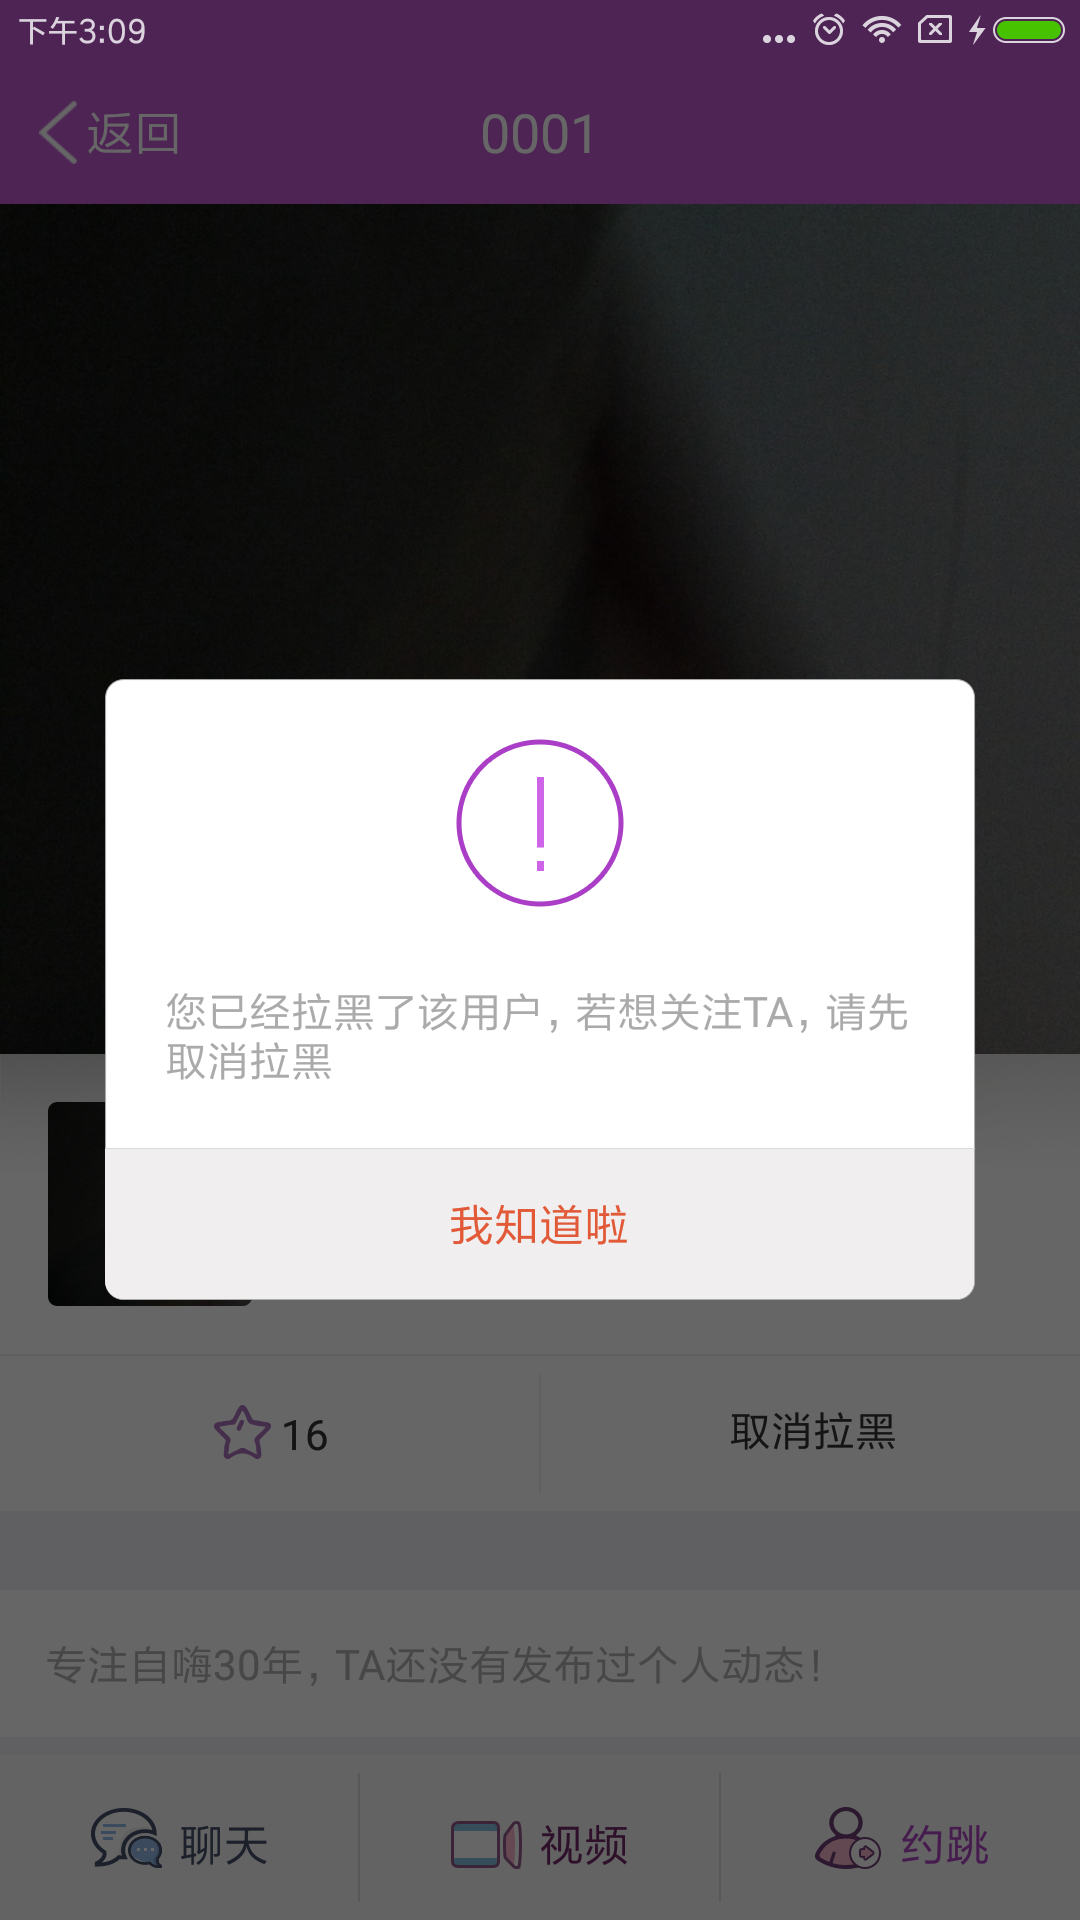 下午3:09
返回
0001
您已经拉黑了该用户，若想关注TA，请先
取消拉黑
我知道啦
16
取消拉黑
专注自嗨30年，TA还没有发布过个人动态！
聊天
视频
约跳